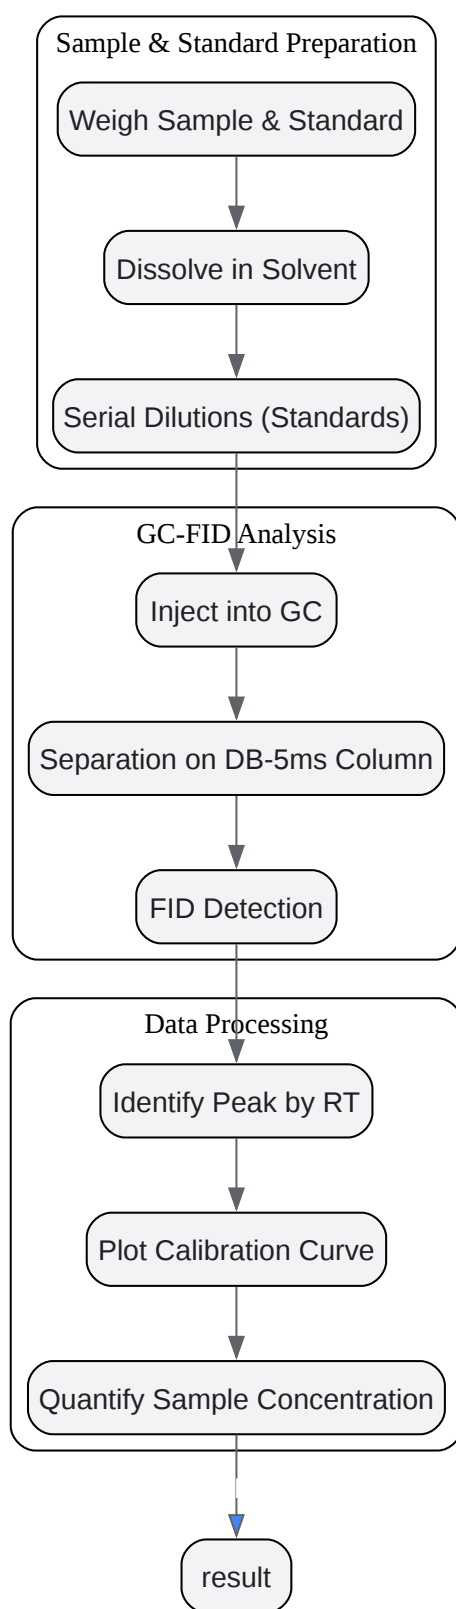 Sample & Standard Preparation
Weigh Sample & Standard
Dissolve in Solvent
Serial Dilutions (Standards)
GC-FID Analysis
Inject into GC
Separation on DB-5ms Column
FID Detection
Data Processing
Identify Peak by RT
Plot Calibration Curve
Quantify Sample Concentration
result